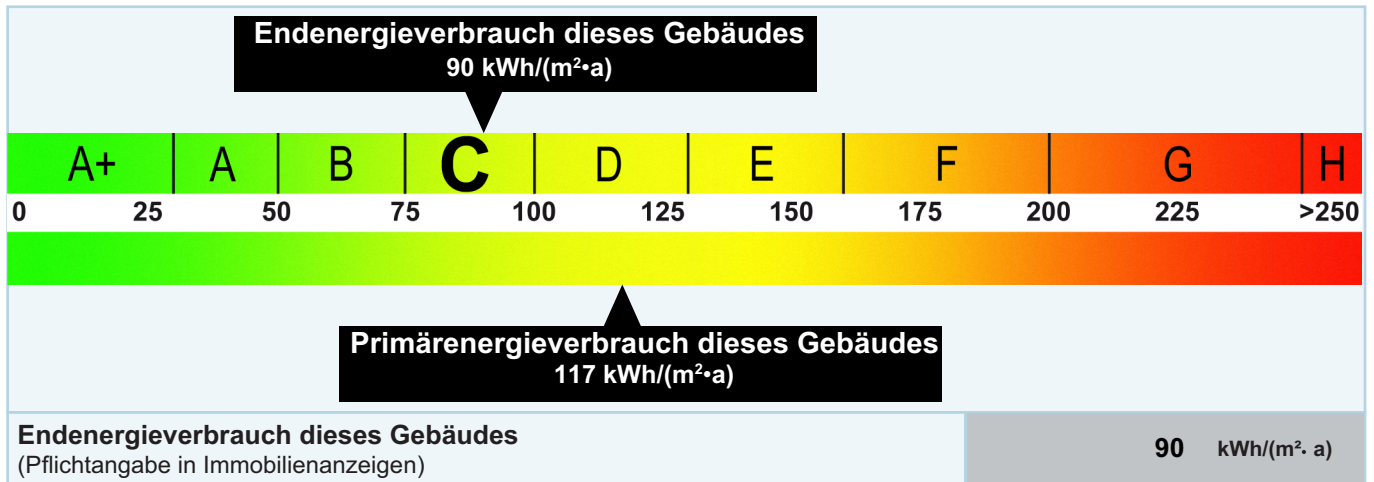 Endenergieverbrauch dieses Gebäudes
90 kWh/(m²•a)
A+ A B C D E F G H
0 25 50 75 100 125 150 175 200 225 >250
Primärenergieverbrauch dieses Gebäudes
117 kWh/(m²•a)
Endenergieverbrauch dieses Gebäudes
(Pflichtangabe in Immobilienanzeigen)
90 kWh/(m²· a)